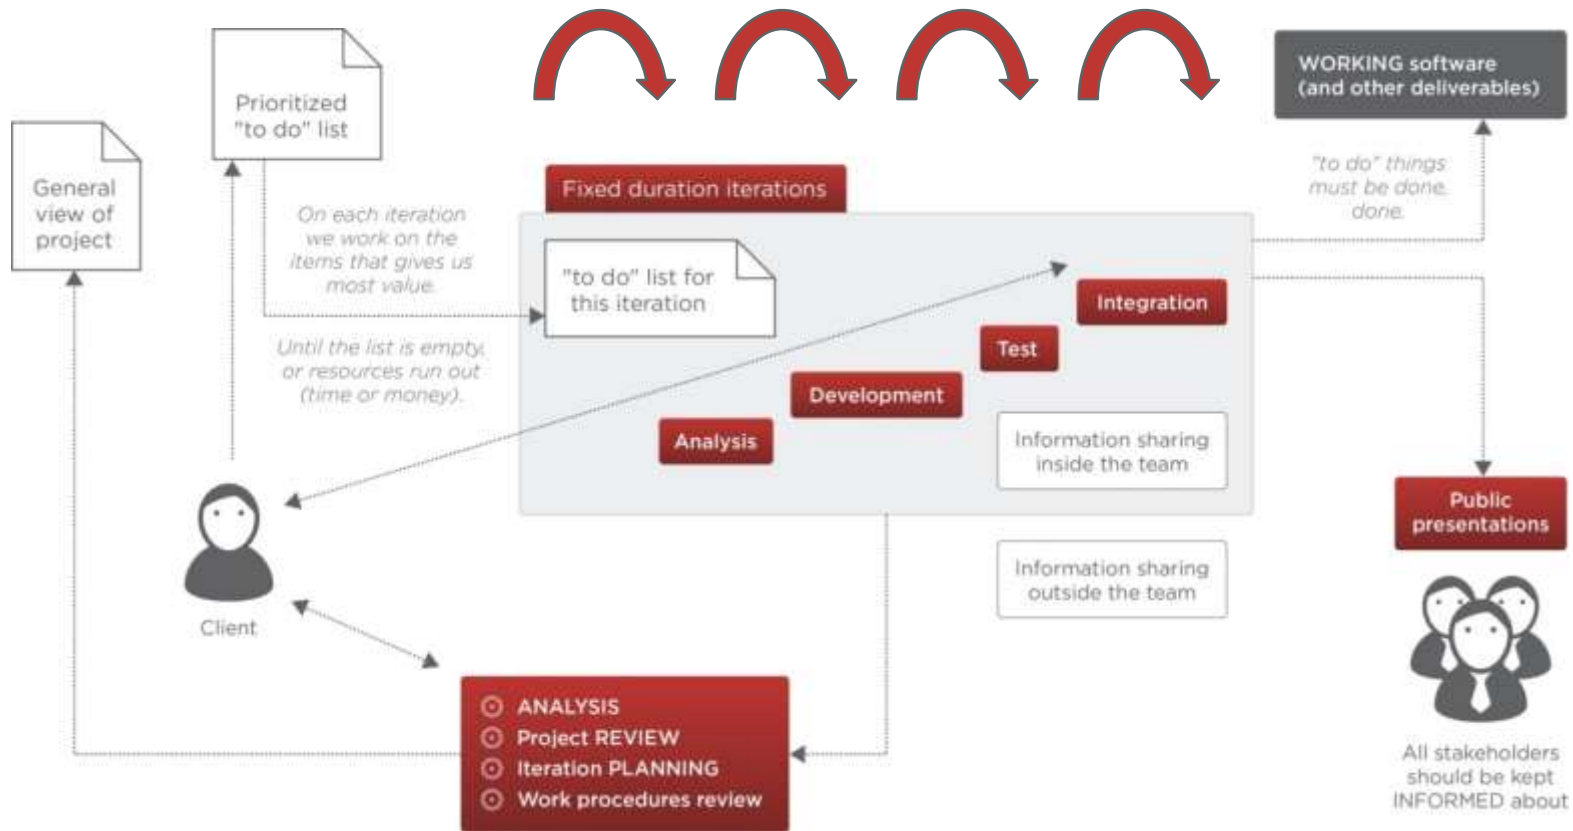 Prioritized
"to do" list
General
view of
project
On each iteration
we work on the
items that gives us
most value.
Until the list is empty,
or resources run out
(time or money).
Client
Fixed duration iterations
"to do" list for
this iteration
Analysis
Development
Test
Integration
Information sharing
inside the team
Information sharing
outside the team
ANALYSIS
Project REVIEW
Iteration PLANNING
Work procedures review
WORKING software
(and other deliverables)
"to do" things
must be done,
done.
Public
presentations
All stakeholders
should be kept
INFORMED about